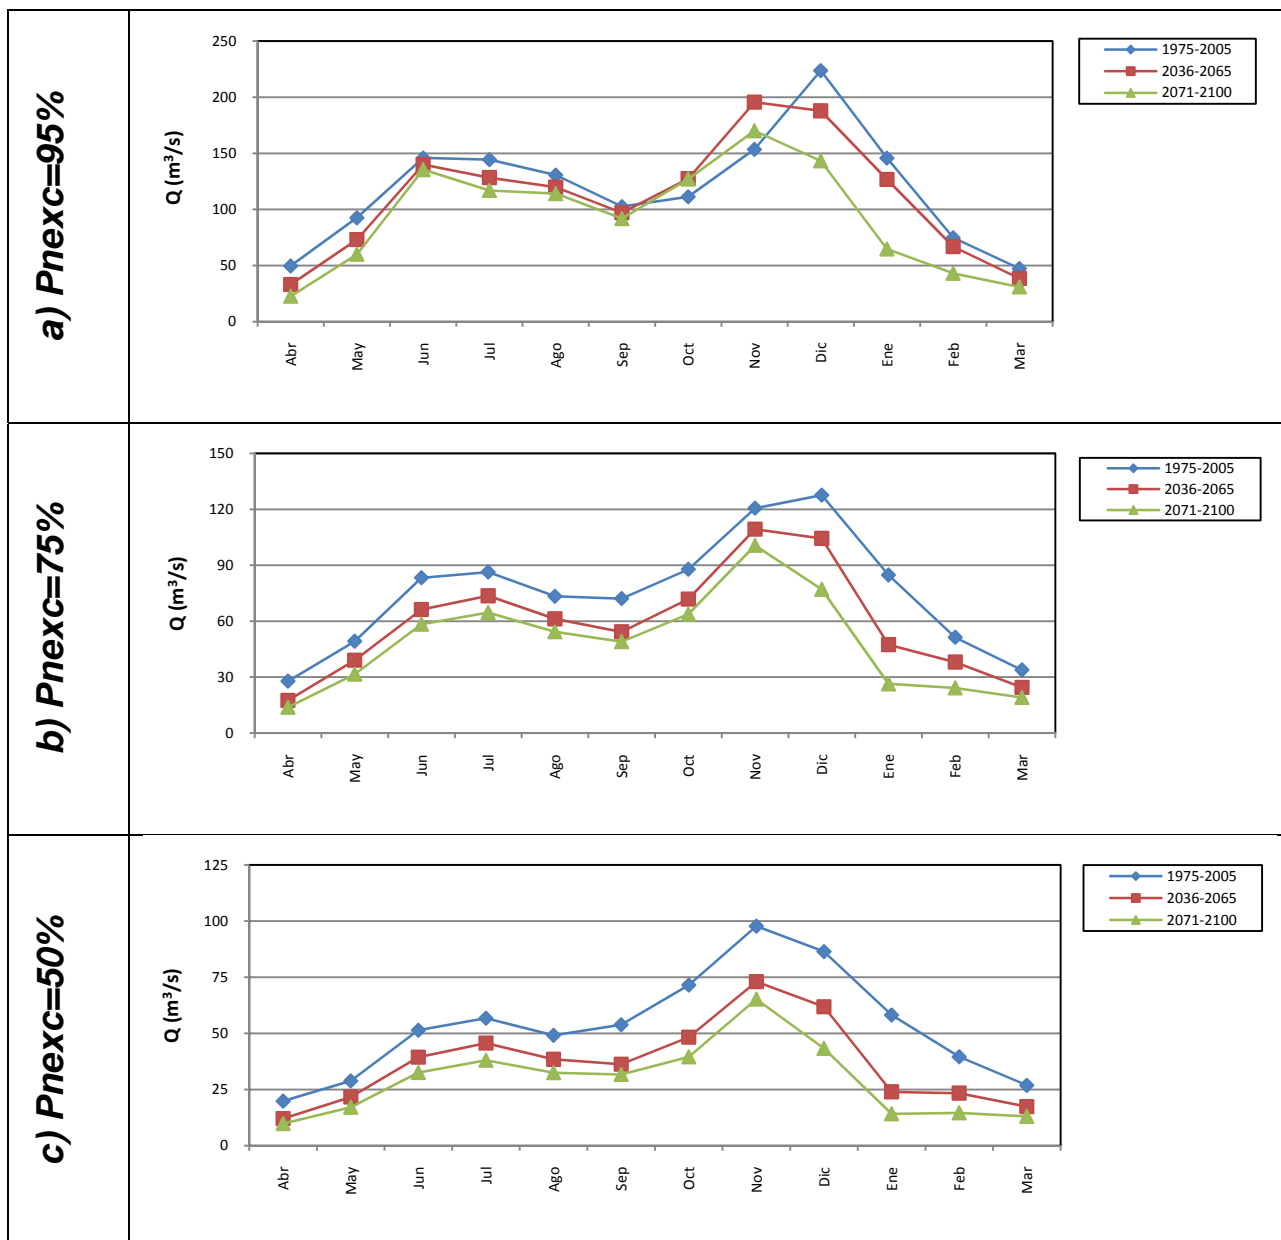 a) Pnexc=95%
250
200
150
100
50
0
Q (m³/s)
Abr
May
Jun
Jul
Ago
Sep
Oct
Nov
Dic
Ene
Feb
Mar
1975-2005
2036-2065
2071-2100
b) Pnexc=75%
150
120
90
60
30
0
Q (m³/s)
Abr
May
Jun
Jul
Ago
Sep
Oct
Nov
Dic
Ene
Feb
Mar
1975-2005
2036-2065
2071-2100
c) Pnexc=50%
125
100
75
50
25
0
Q (m³/s)
Abr
May
Jun
Jul
Ago
Sep
Oct
Nov
Dic
Ene
Feb
Mar
1975-2005
2036-2065
2071-2100